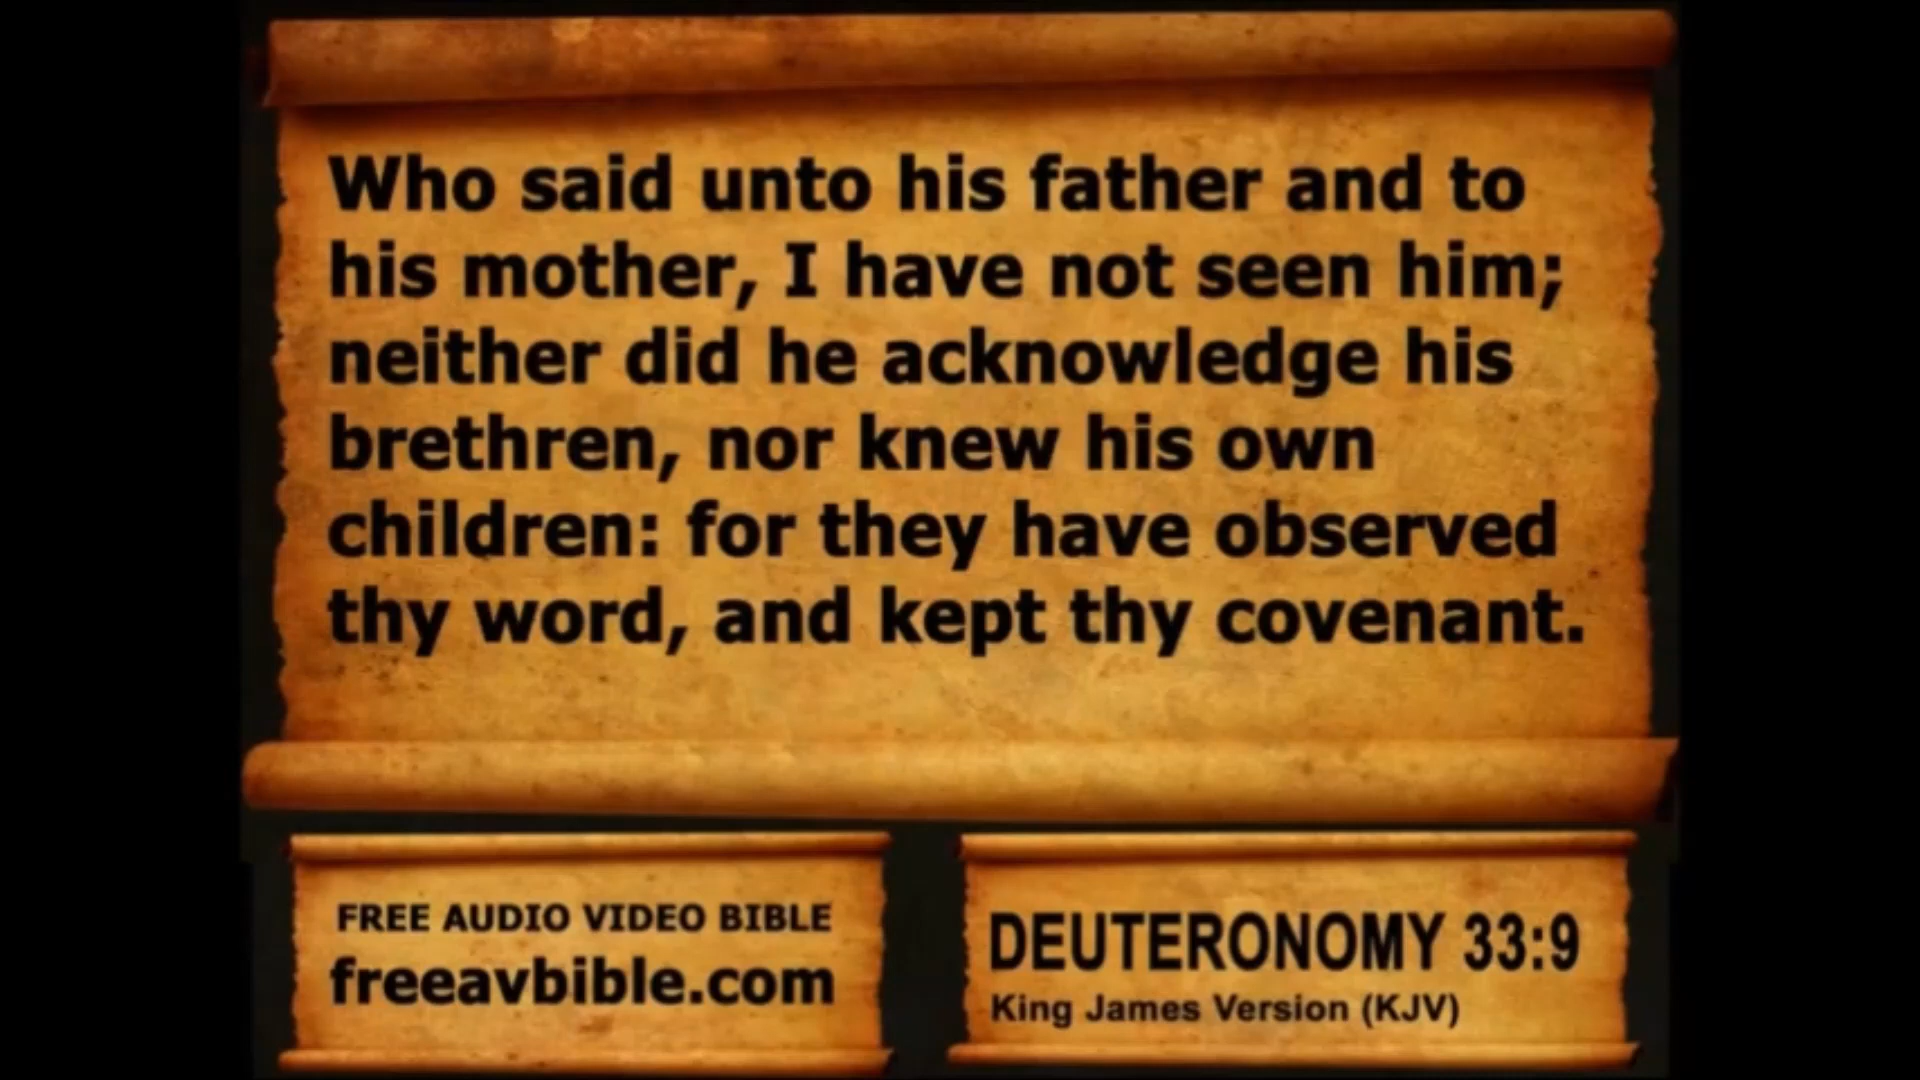 Who said unto his father and to
his mother, I have not seen him;
neither did he acknowledge his
brethren, nor knew his own
children: for they have observed
thy word, and kept thy covenant.
FREE AUDIO VIDEO BIBLE
freeavbible.com
DEUTERONOMY 33:9
King James Version (KJV)